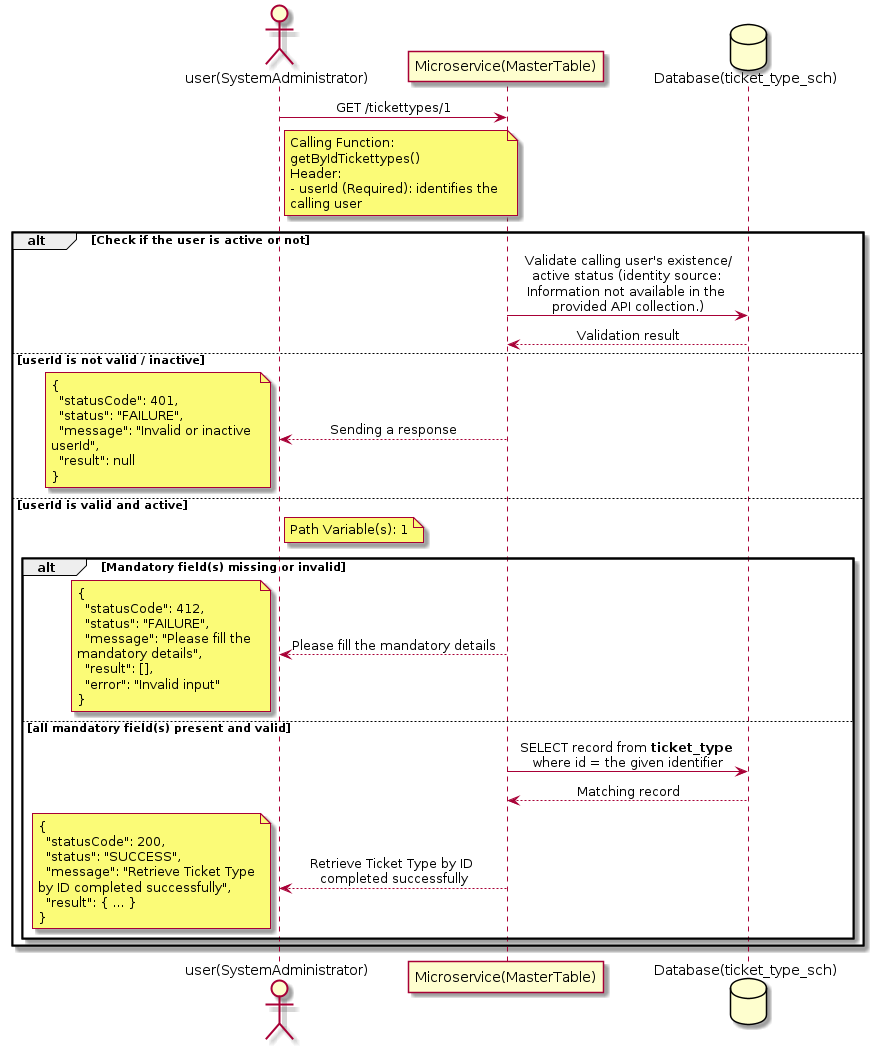 user(SystemAdministrator)
Microservice(MasterTable)
Database(ticket_type_sch)
GET /tickettypes/1
Calling Function:
getByIdTickettypes()
Header:
- userId (Required): identifies the
calling user
alt
[Check if the user is active or not]
Validate calling user's existence/
active status (identity source:
Information not available in the
provided API collection.)
Validation result
[userId is not valid / inactive]
{
"statusCode": 401,
"status": "FAILURE",
"message": "Invalid or inactive
userId",
"result": null
}
Sending a response
[userId is valid and active]
Path Variable(s): 1
alt
[Mandatory field(s) missing or invalid]
{
"statusCode": 412,
"status": "FAILURE",
"message": "Please fill the
mandatory details",
"result": [],
"error": "Invalid input"
}
Please fill the mandatory details
[all mandatory field(s) present and valid]
SELECT record from ticket_type
where id = the given identifier
Matching record
{
"statusCode": 200,
"status": "SUCCESS",
"message": "Retrieve Ticket Type
by ID completed successfully",
"result": { ... }
}
Retrieve Ticket Type by ID
completed successfully
user(SystemAdministrator)
Microservice(MasterTable)
Database(ticket_type_sch)